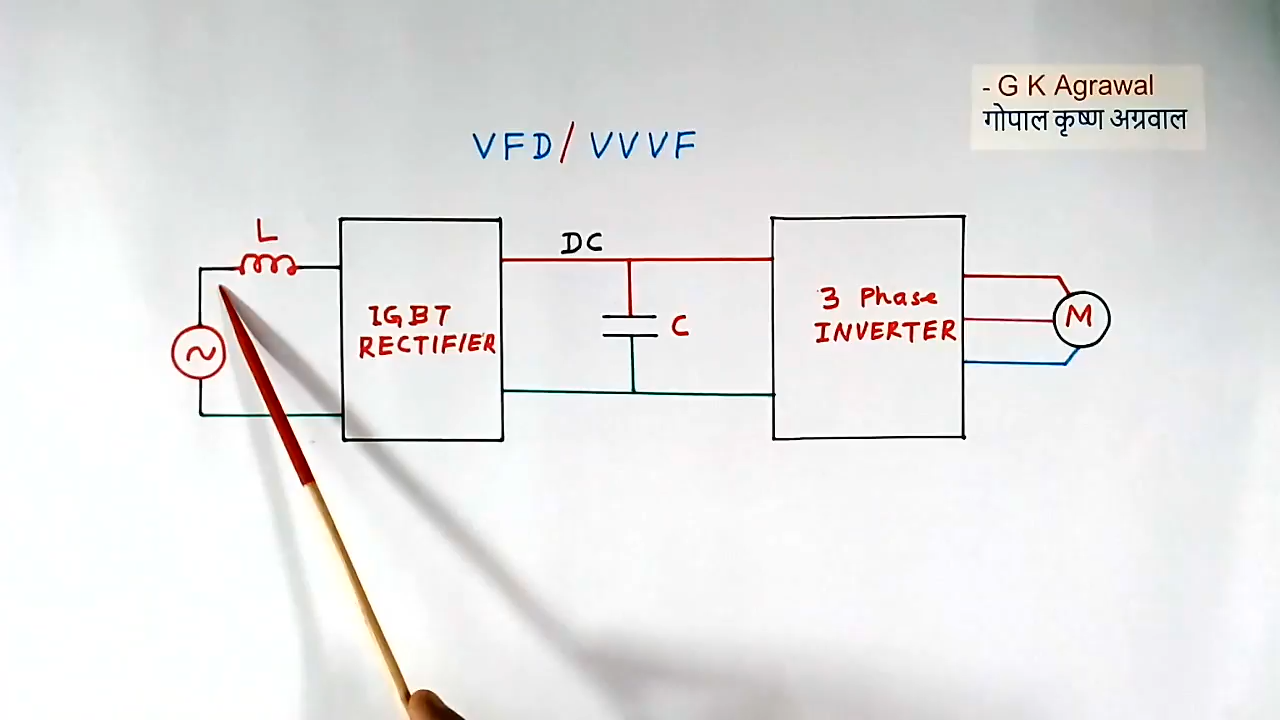 - G K Agrawal
गोपाल कृष्ण अग्रवाल
VFD/VVVF
L
DC
IGBT
RECTIFIER
C
3 Phase
INVERTER
M